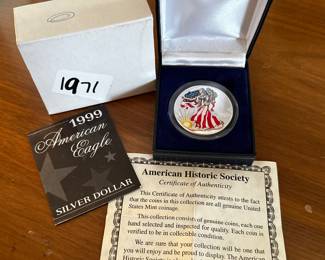 1971
1999
American
Eagle
SILVER DOLLAR
American Historic Society
Certificate of Authenticity
This Certificate of Authenticity attests to the fact
that the coins in this collection are all genuine United
States Mint coinage.
This collection consists of genuine coins, each one
hand selected and inspected for quality. Each coin is
verified to be in collectible condition.
We are sure that your collection will be one that
you will enjoy and be proud to display. The American
Historic Society